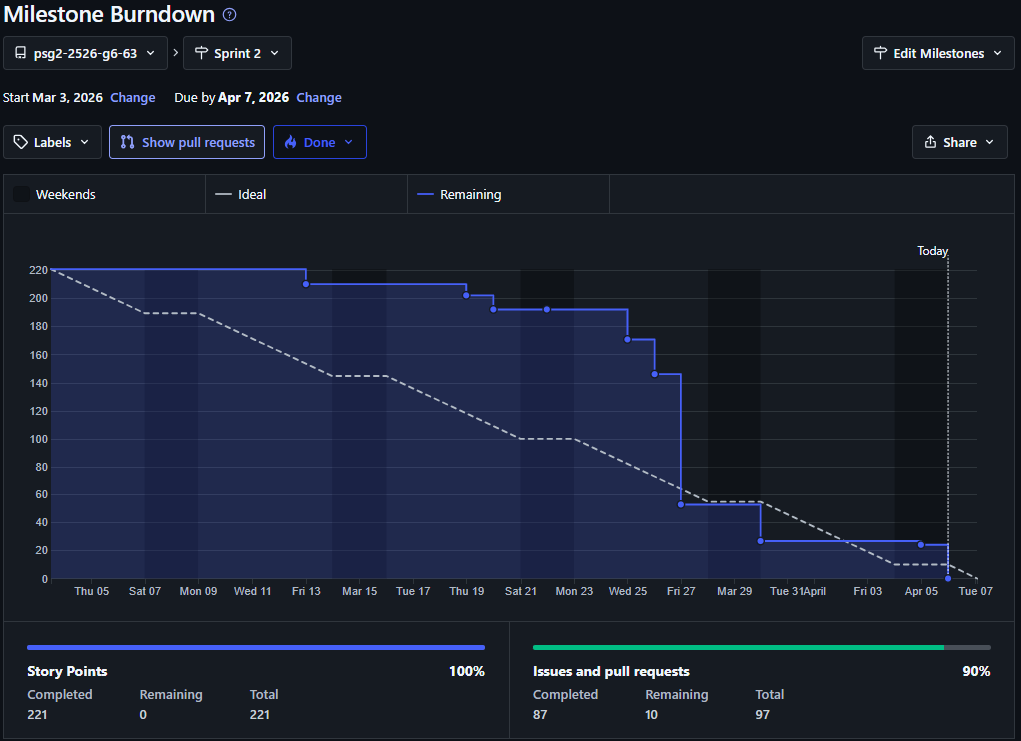 Milestone Burndown
psg2-2526-g6-63 Sprint 2 Edit Milestones
Start Mar 3, 2026 Change Due by Apr 7, 2026 Change
Labels Show pull requests Done Share
Weekends Ideal Remaining
Today
220
200
180
160
140
120
100
80
60
40
20
0
Thu 05 Sat 07 Mon 09 Wed 11 Fri 13 Mar 15 Tue 17 Thu 19 Sat 21 Mon 23 Wed 25 Fri 27 Mar 29 Tue 31 April Fri 03 Apr 05 Tue 07
Story Points 100%
Completed Remaining Total
221 0 221
Issues and pull requests 90%
Completed Remaining Total
87 10 97